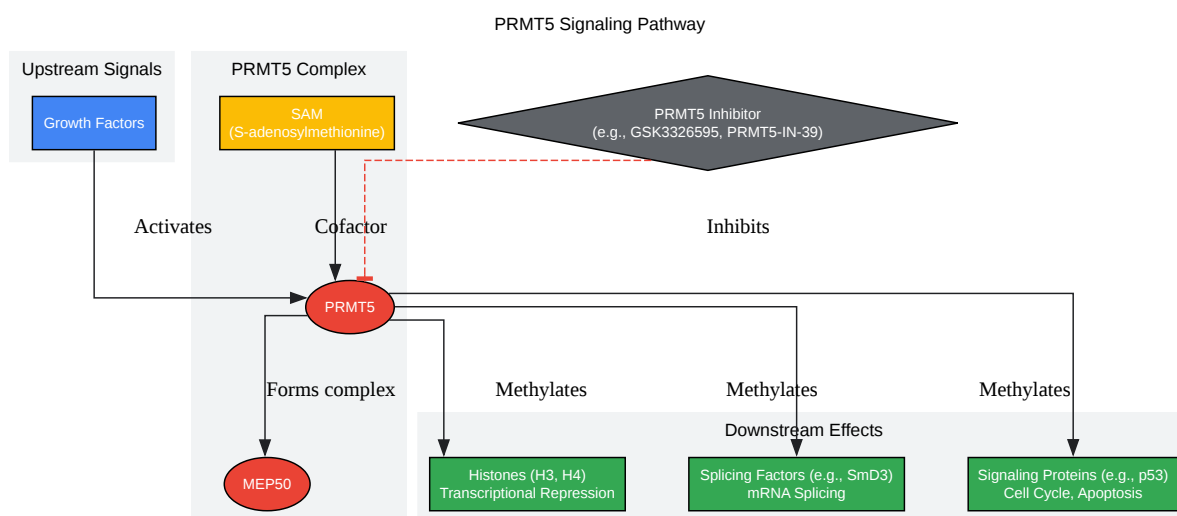 PRMT5 Signaling Pathway
Upstream Signals
PRMT5 Complex
Growth Factors
SAM
(S-adenosylmethionine)
PRMT5 Inhibitor
(e.g., GSK3326595, PRMT5-IN-39)
Activates
Cofactor
Inhibits
PRMT5
Forms complex
Methylates
Methylates
Methylates
Downstream Effects
MEP50
Histones (H3, H4)
Transcriptional Repression
Splicing Factors (e.g., SmD3)
mRNA Splicing
Signaling Proteins (e.g., p53)
Cell Cycle, Apoptosis